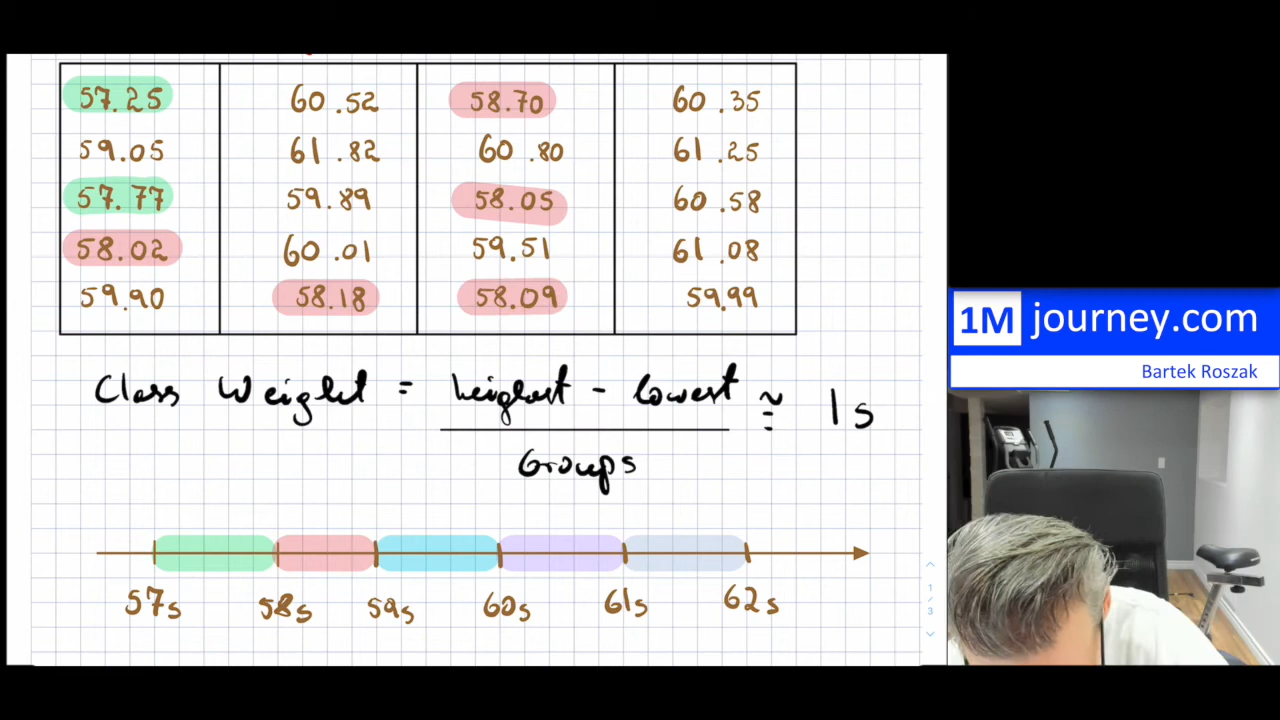 57.25 60.52 58.70 60.35
59.05 61.82 60.80 61.25
57.77 59.89 58.05 60.58
58.02 60.01 59.51 61.08
59.90 58.18 58.09 59.99
Class Weight = heighest - lowest ≅ 1s
Groups
57s 58s 59s 60s 61s 62s
1M journey.com
Bartek Roszak
1
/
3